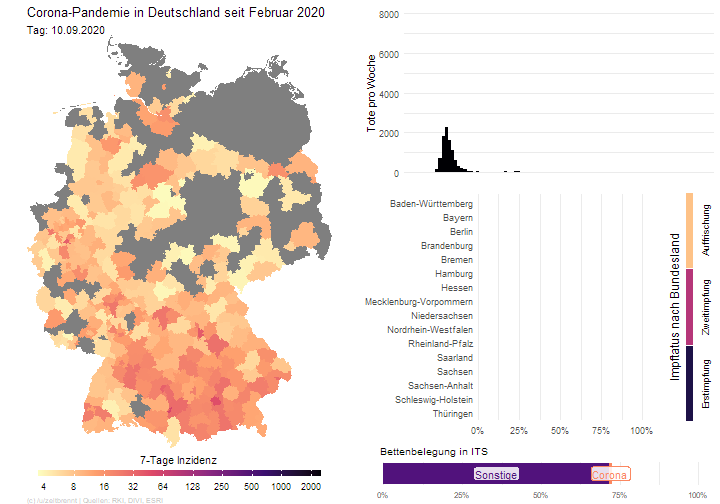 Corona-Pandemie in Deutschland seit Februar 2020
Tag: 10.09.2020
7-Tage Inzidenz
4 8 16 32 64 120 250 500 1000 2000
(c) /u/zeitbrennt | Quellen: RKI, DIVI, ESRI
Tote pro Woche
8000
6000
4000
2000
0
Baden-Württemberg
Bayern
Berlin
Brandenburg
Bremen
Hamburg
Hessen
Mecklenburg-Vorpommern
Niedersachsen
Nordrhein-Westfalen
Rheinland-Pfalz
Saarland
Sachsen
Sachsen-Anhalt
Schleswig-Holstein
Thüringen
0% 25% 50% 75% 100%
Impfstatus nach Bundesland
Auffrischung
Zweitimpfung
Erstimpfung
Bettenbelegung in ITS
Sonstige Corona
0% 25% 50% 75% 100%